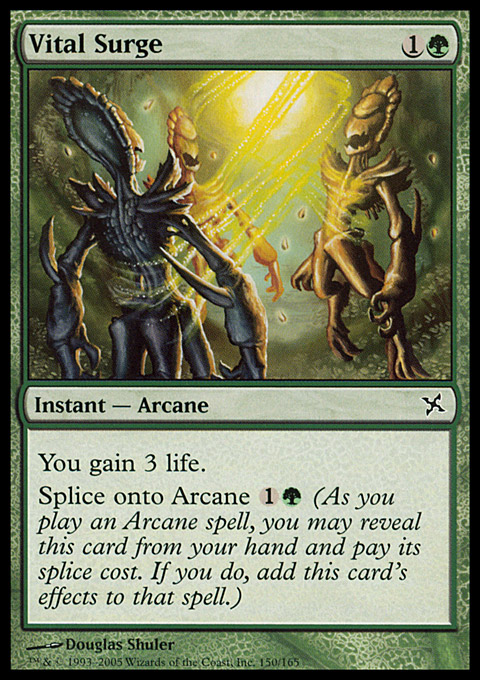 Vital Surge 1
Instant — Arcane
You gain 3 life.
Splice onto Arcane 1 (As you
play an Arcane spell, you may reveal
this card from your hand and pay its
splice cost. If you do, add this card's
effects to that spell.)
Douglas Shuler
™ & © 1993–2005 Wizards of the Coast, Inc. 150/165